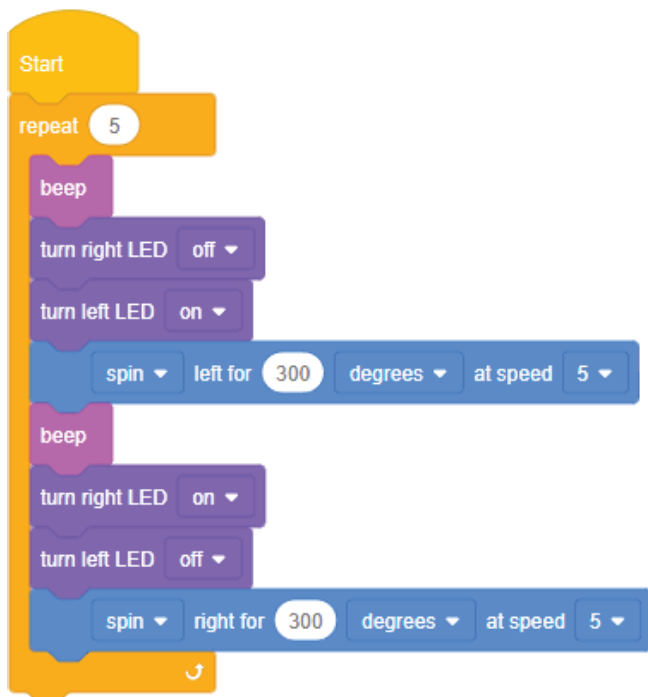 Start
repeat 5
beep
turn right LED off
turn left LED on
spin left for 300 degrees at speed 5
beep
turn right LED on
turn left LED off
spin right for 300 degrees at speed 5